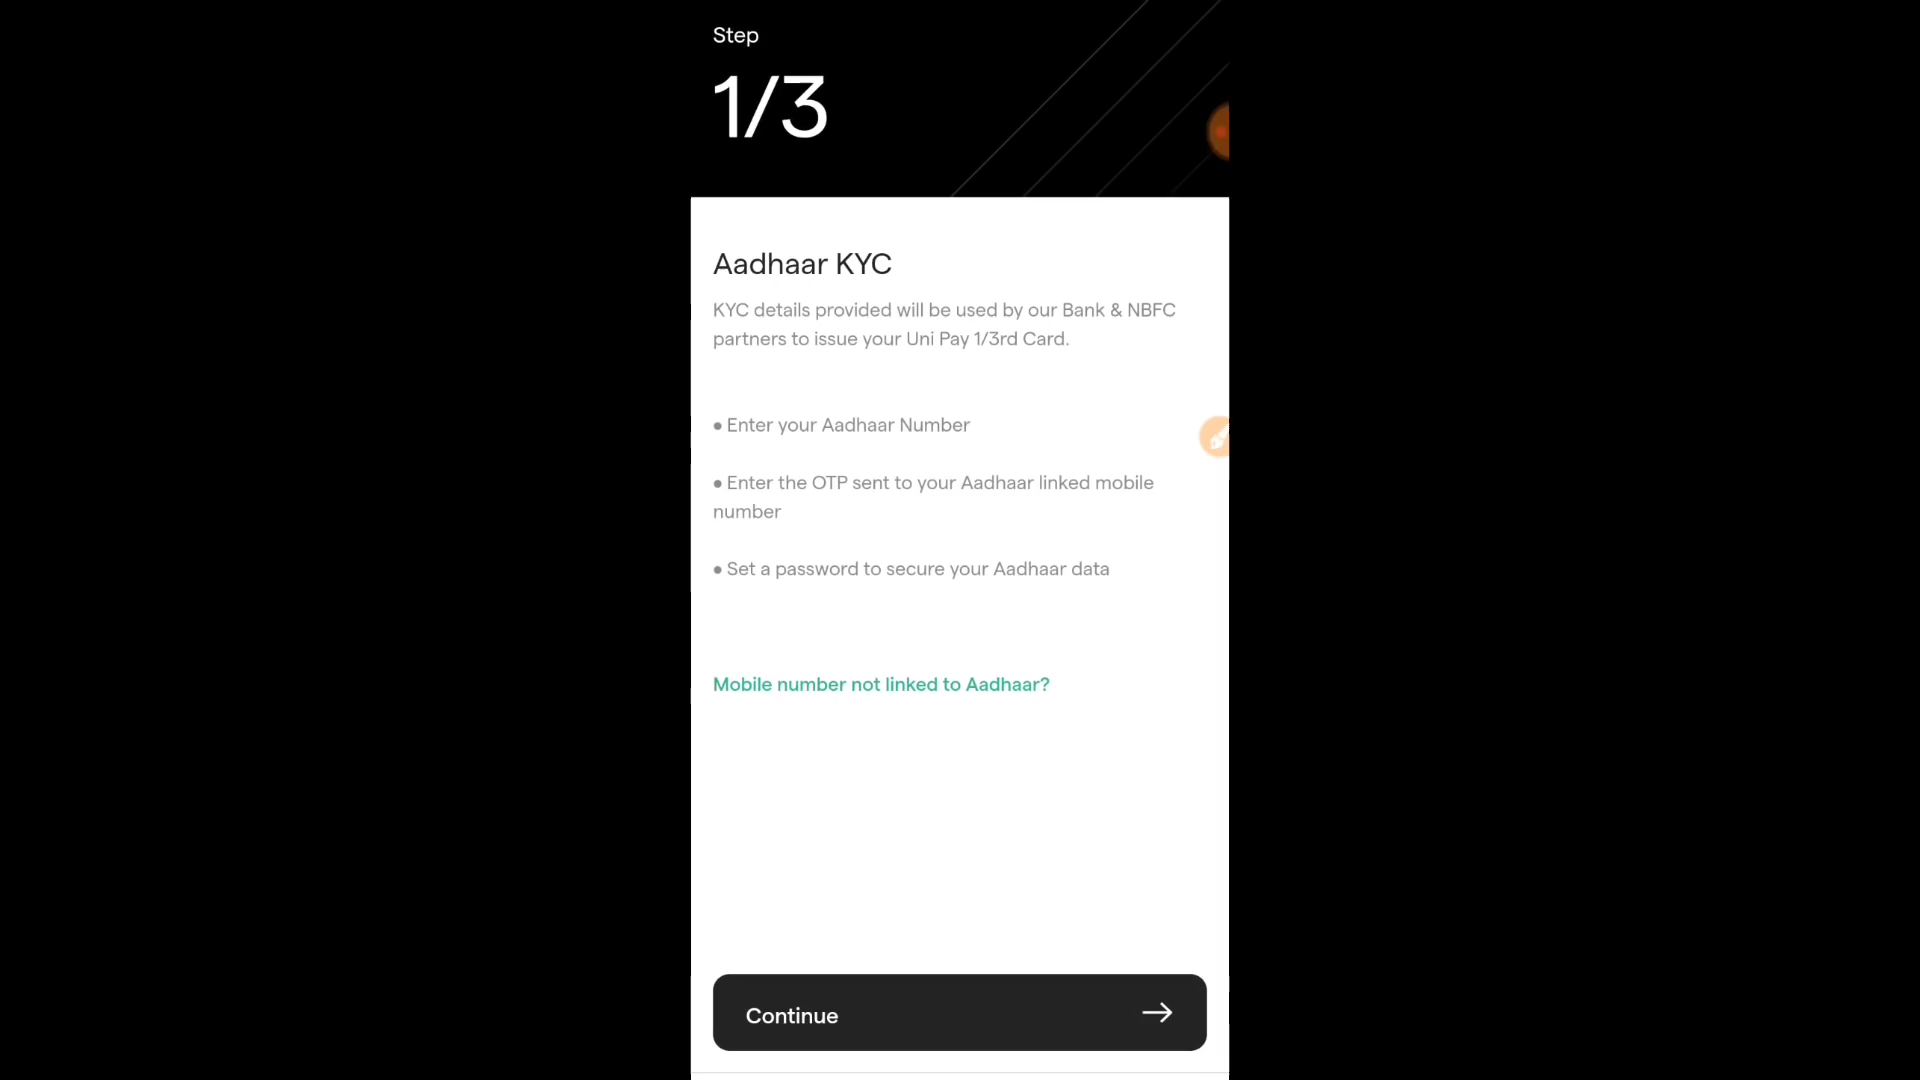 Step
1/3
Aadhaar KYC
KYC details provided will be used by our Bank & NBFC
partners to issue your Uni Pay 1/3rd Card.
● Enter your Aadhaar Number
● Enter the OTP sent to your Aadhaar linked mobile
number
● Set a password to secure your Aadhaar data
Mobile number not linked to Aadhaar?
Continue